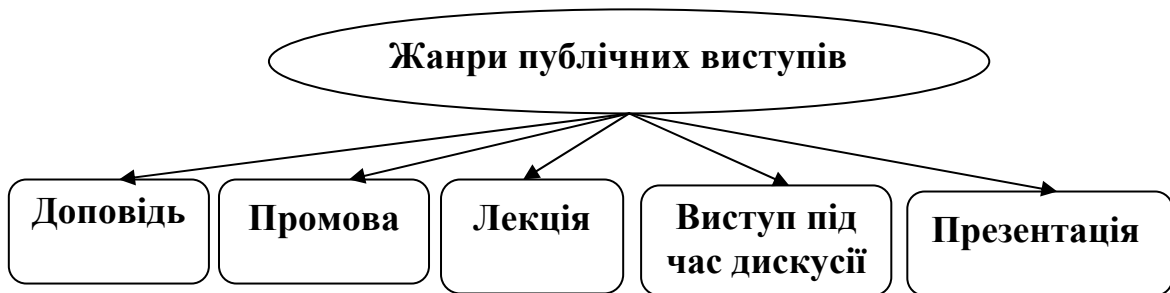 Жанри публічних виступів
Доповідь
Промова
Лекція
Виступ під
час дискусії
Презентація